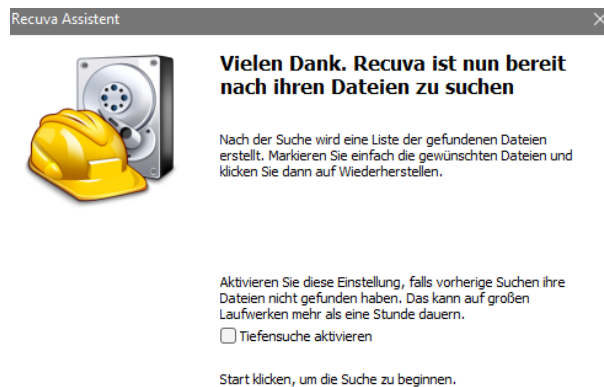 Recuva Assistent
Vielen Dank. Recuva ist nun bereit
nach ihren Dateien zu suchen
Nach der Suche wird eine Liste der gefundenen Dateien
erstellt. Markieren Sie einfach die gewünschten Dateien und
klicken Sie dann auf Wiederherstellen.
Aktivieren Sie diese Einstellung, falls vorherige Suchen ihre
Dateien nicht gefunden haben. Das kann auf großen
Laufwerken mehr als eine Stunde dauern.
Tiefensuche aktivieren
Start klicken, um die Suche zu beginnen.